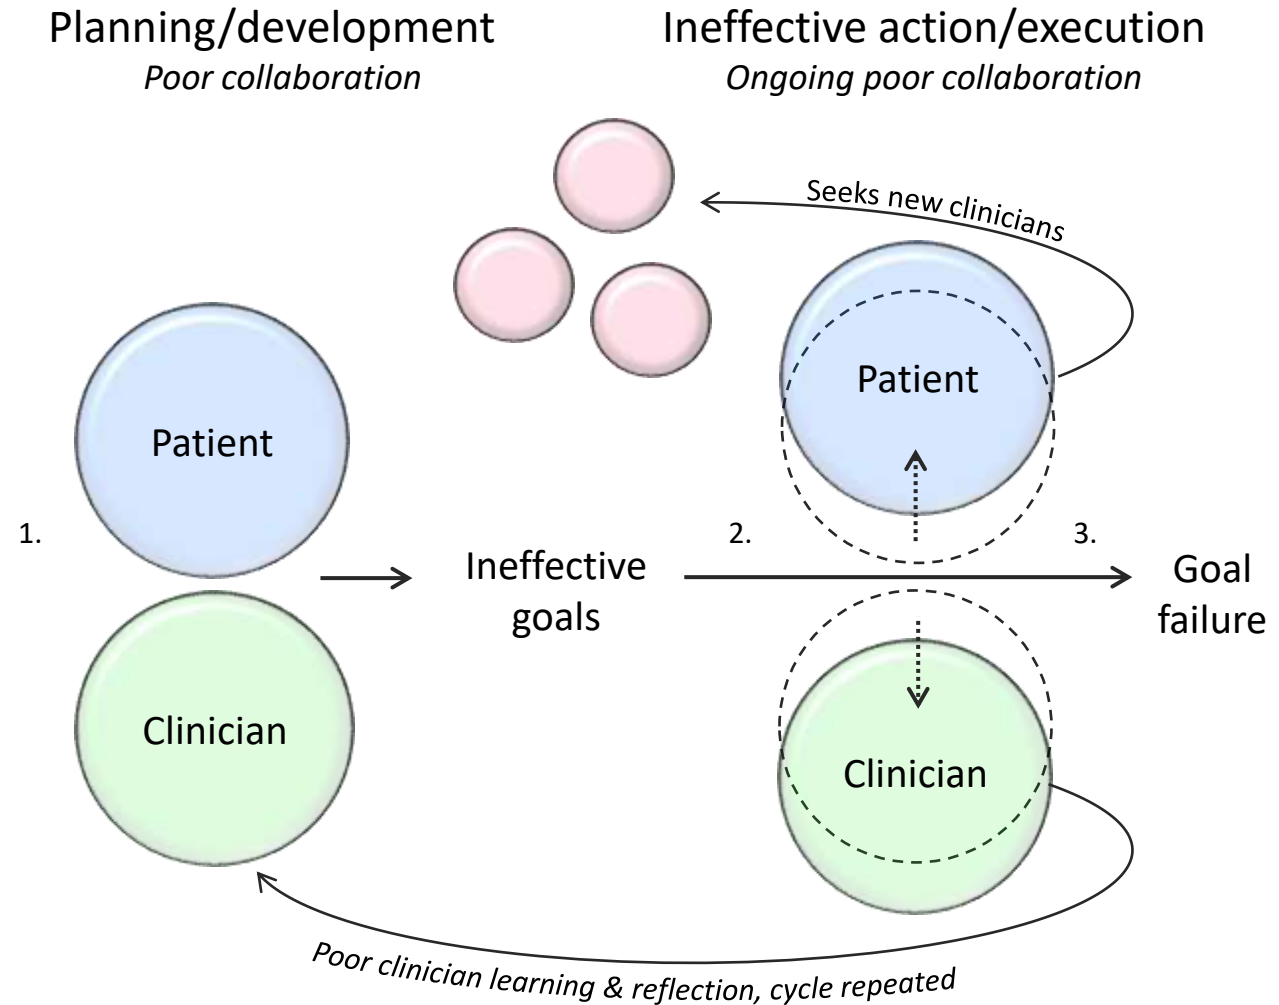 Planning/development
Poor collaboration
Ineffective action/execution
Ongoing poor collaboration
Seeks new clinicians
Patient
Patient
1.
2.
3.
Ineffective
goals
Goal
failure
Clinician
Clinician
Poor clinician learning & reflection, cycle repeated